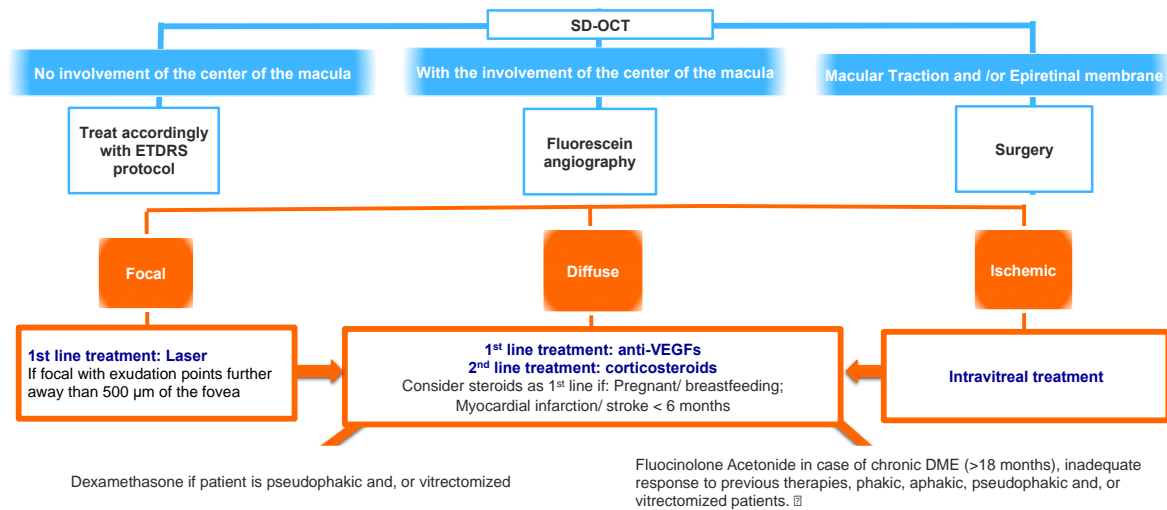 SD-OCT
No involvement of the center of the macula
With the involvement of the center of the macula
Macular Traction and /or Epiretinal membrane
Treat accordingly
with ETDRS
protocol
Fluorescein
angiography
Surgery
Focal
Diffuse
Ischemic
1st line treatment: Laser
If focal with exudation points further
away than 500 µm of the fovea
1st line treatment: anti-VEGFs
2nd line treatment: corticosteroids
Consider steroids as 1st line if: Pregnant/ breastfeeding;
Myocardial infarction/ stroke < 6 months
Intravitreal treatment
Dexamethasone if patient is pseudophakic and, or vitrectomized
Fluocinolone Acetonide in case of chronic DME (>18 months), inadequate
response to previous therapies, phakic, aphakic, pseudophakic and, or
vitrectomized patients. ⍰